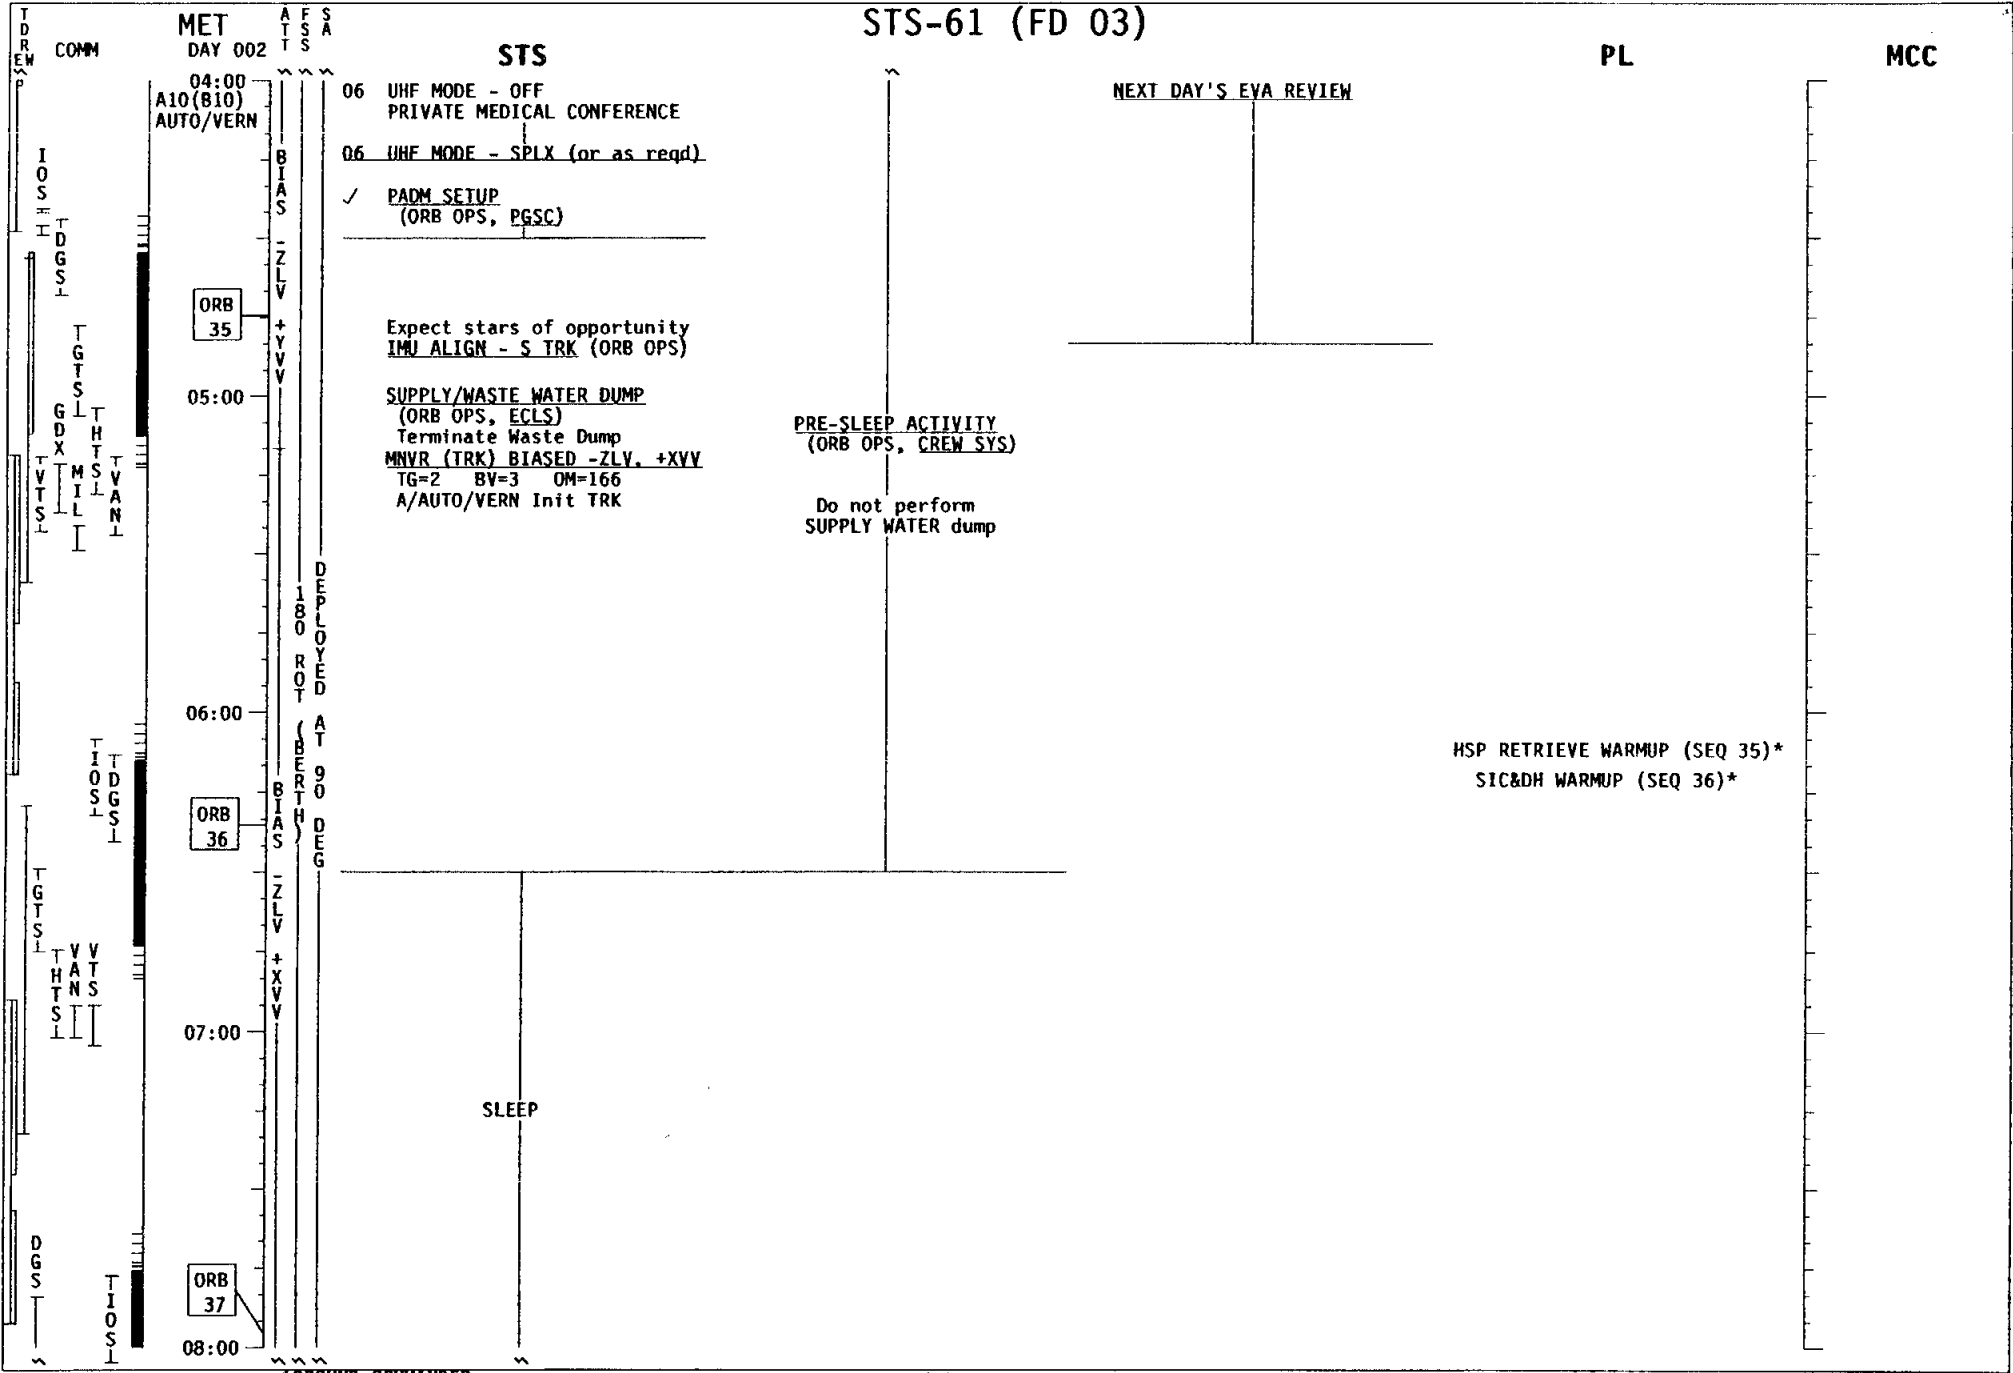 STS-61 (FD 03)
TDREW
COMM
MET
DAY 002
ATT
FSS
SA
STS
PL
MCC
04:00
A10(B10)
AUTO/VERN
06 UHF MODE - OFF
PRIVATE MEDICAL CONFERENCE
06 UHF MODE - SPLX (or as reqd)
✓ PADM SETUP
(ORB OPS, PGSC)
NEXT DAY'S EVA REVIEW
IOS
DGS
BIAS -ZLV +YVV
ORB
35
Expect stars of opportunity
IMU ALIGN - S TRK (ORB OPS)
GTS
05:00
SUPPLY/WASTE WATER DUMP
(ORB OPS, ECLS)
Terminate Waste Dump
MNVR (TRK) BIASED -ZLV, +XVV
TG=2 BV=3 OM=166
A/AUTO/VERN Init TRK
PRE-SLEEP ACTIVITY
(ORB OPS, CREW SYS)
Do not perform
SUPPLY WATER dump
GDX
HTS
VTS
MIL
VAN
180 ROT (BERTH)
DEPLOYED AT 90 DEG
06:00
HSP RETRIEVE WARMUP (SEQ 35)*
SIC&DH WARMUP (SEQ 36)*
IOS
DGS
BIAS -ZLV +XVV
ORB
36
GTS
HTS
VAN
VTS
07:00
SLEEP
DGS
IOS
ORB
37
08:00